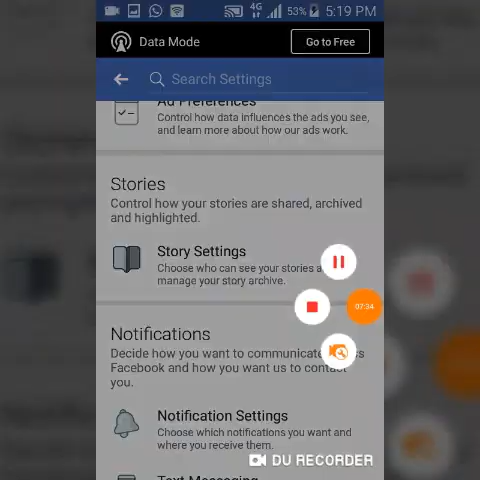 4G 53% 5:19 PM
Data Mode
Go to Free
Search Settings
Ad Preferences
Control how data influences the ads you see,
and learn more about how our ads work.
Stories
Control how your stories are shared, archived
and highlighted.
Story Settings
Choose who can see your stories a
manage your story archive.
07:34
Notifications
Decide how you want to communicate s
Facebook and how you want us to contact
you.
Notification Settings
Choose which notifications you want and
where you receive them.
DU RECORDER
Text Messaging